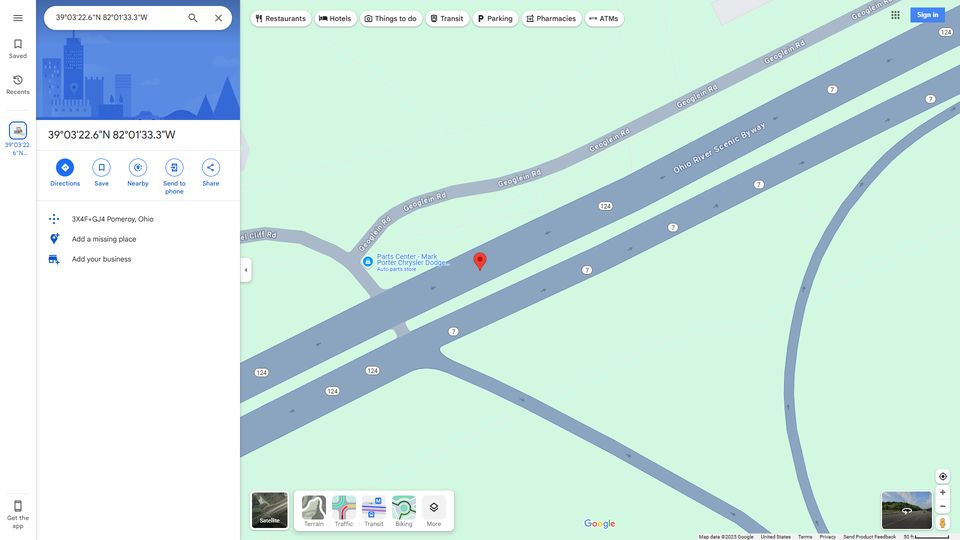 39°03'22.6"N 82°01'33.3"W
Restaurants
Hotels
Things to do
Transit
Parking
Pharmacies
ATMs
Sign in
Saved
Recents
39°03'22.
6"N...
39°03'22.6"N 82°01'33.3"W
Directions
Save
Nearby
Send to
phone
Share
3X4F+GJ4 Pomeroy, Ohio
Add a missing place
Add your business
Get the
app
Geoglein Rd
Geoglein Rd
Geoglein Rd
Geoglein Rd
Geoglein Rd
Geoglein Rd
el Cliff Rd
Ohio River Scenic Byway
124
7
7
7
124
7
7
7
124
124
124
Parts Center - Mark
Porter Chrysler Dodge...
Auto parts store
Satellite
Terrain
Traffic
Transit
Biking
More
Google
Map data ©2025 Google
United States
Terms
Privacy
Send Product Feedback
50 ft